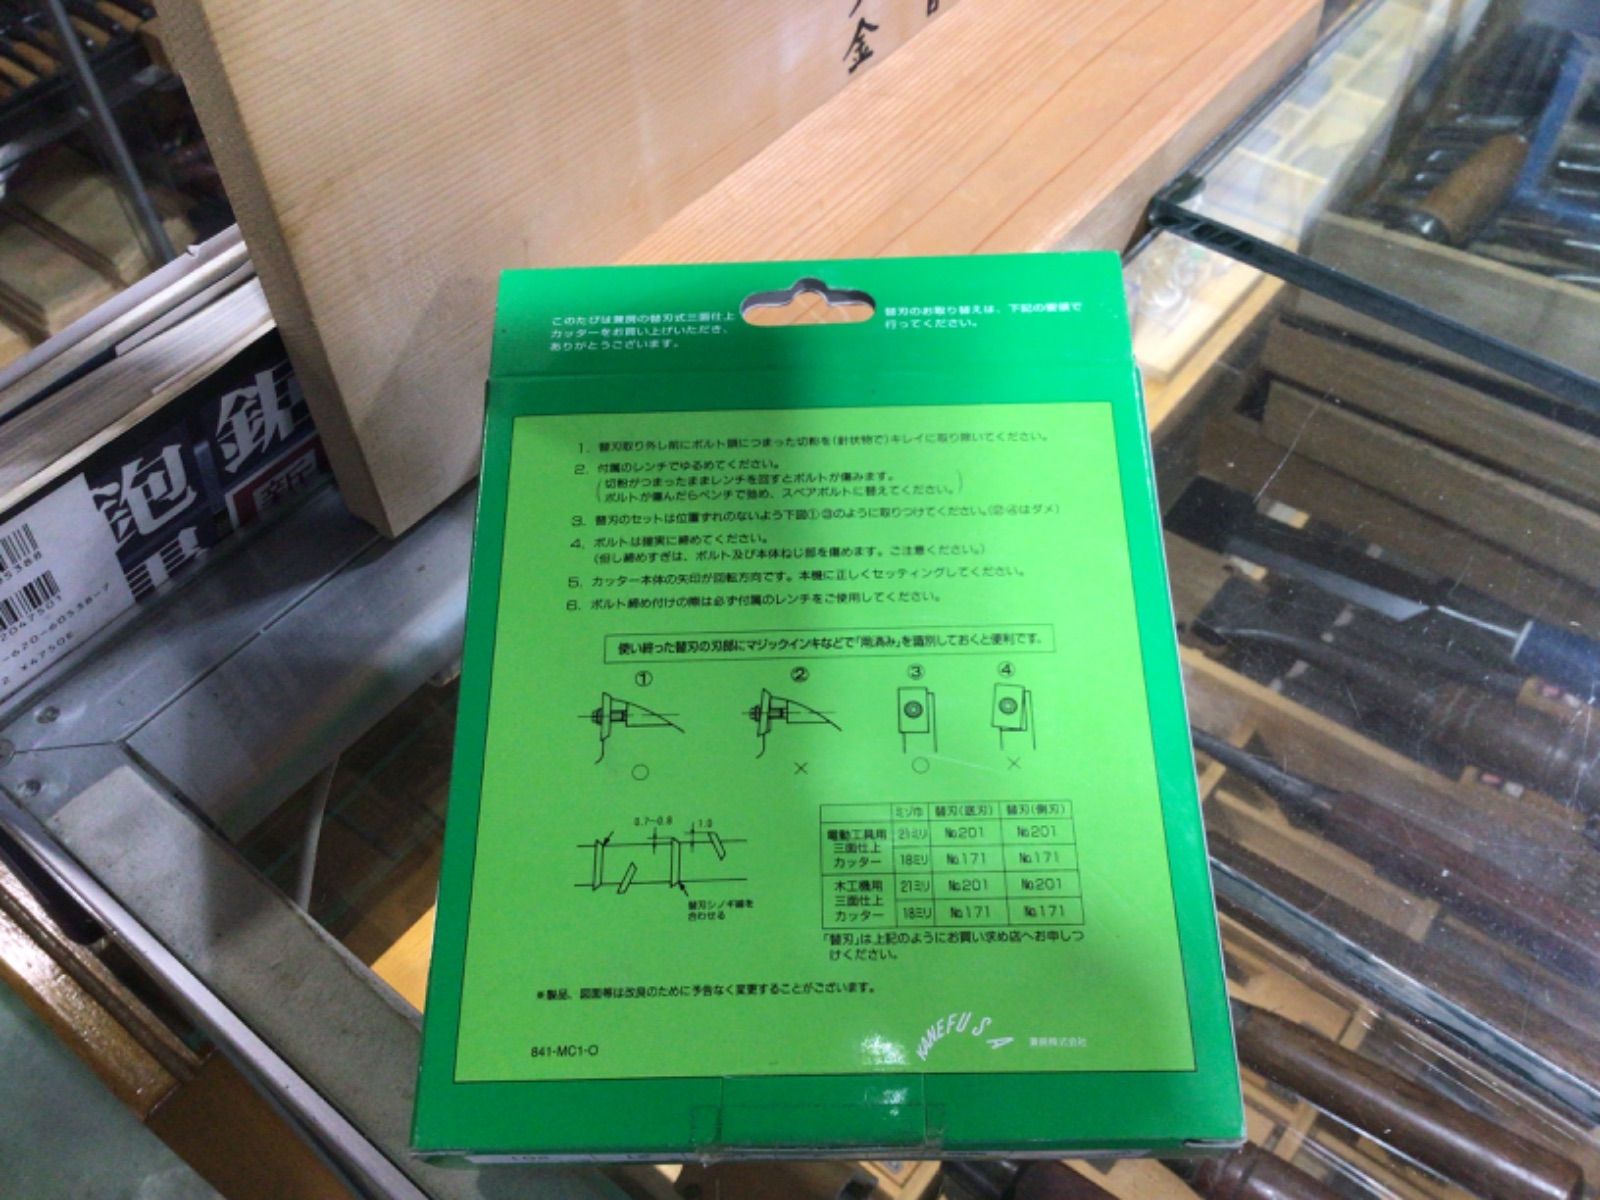 金
このたびは兼房の替刃式三面仕上
カッターをお買い上げいただき、
ありがとうございます。
替刃のお取り替えは、下記の要領で
行ってください。
1. 替刃取り外し前にボルト頭につまった切粉を(針状物で)キレイに取り除いてください。
2. 付属のレンチでゆるめてください。
(切粉がつまったままレンチを回すとボルトが傷みます。
ボルトが傷んだらペンチで弛め、スペアボルトに替えてください。)
3. 替刃のセットは位置ずれのないよう下図①・③のように取りつけてください。(②・④はダメ)
4. ボルトは確実に締めてください。
(但し締めすぎは、ボルト及び本体ねじ部を傷めます。ご注意ください。)
5. カッター本体の矢印が回転方向です。本機に正しくセッティングしてください。
6. ボルト締め付けの際は必ず付属のレンチをご使用してください。
使い終った替刃の刃部にマジックインキなどで「用済み」を識別しておくと便利です。
① ② ③ ④
○ × ○ ×
0.7~0.8 1.0
替刃シノギ線を
合わせる
ミゾ巾 替刃(底刃) 替刃(側刃)
電動工具用
三面仕上
カッター
21ミリ №201 №201
18ミリ №171 №171
木工機用
三面仕上
カッター
21ミリ №201 №201
18ミリ №171 №171
「替刃」は上記のようにお買い求め店へお申しつ
けください。
※製品、図面等は改良のために予告なく変更することがございます。
841-MC1-O
KANEFUSA
兼房株式会社
鉋 鋸